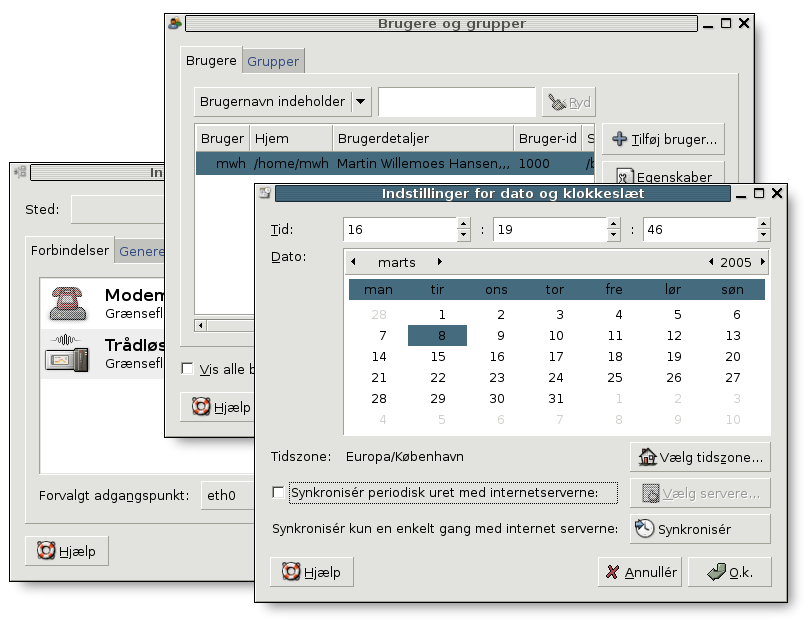 Brugere og grupper
Brugere Grupper
Brugernavn indeholder Ryd
Bruger Hjem Brugerdetaljer Bruger-id S
mwh /home/mwh Martin Willemoes Hansen,,, 1000 /b
Tilføj bruger...
Egenskaber
Vis alle b
Hjælp
In
Sted:
Forbindelser Genere
Modem
Grænsefl
Trådløs
Grænsefl
Forvalgt adgangspunkt: eth0
Hjælp
Indstillinger for dato og klokkeslæt
Tid: 16 : 19 : 46
Dato: marts 2005
man tir ons tor fre lør søn
28 1 2 3 4 5 6
7 8 9 10 11 12 13
14 15 16 17 18 19 20
21 22 23 24 25 26 27
28 29 30 31 1 2 3
4 5 6 7 8 9 10
Tidszone: Europa/København Vælg tidszone...
Synkronisér periodisk uret med internetserverne: Vælg servere...
Synkronisér kun en enkelt gang med internet serverne: Synkronisér
Hjælp Annullér O.k.